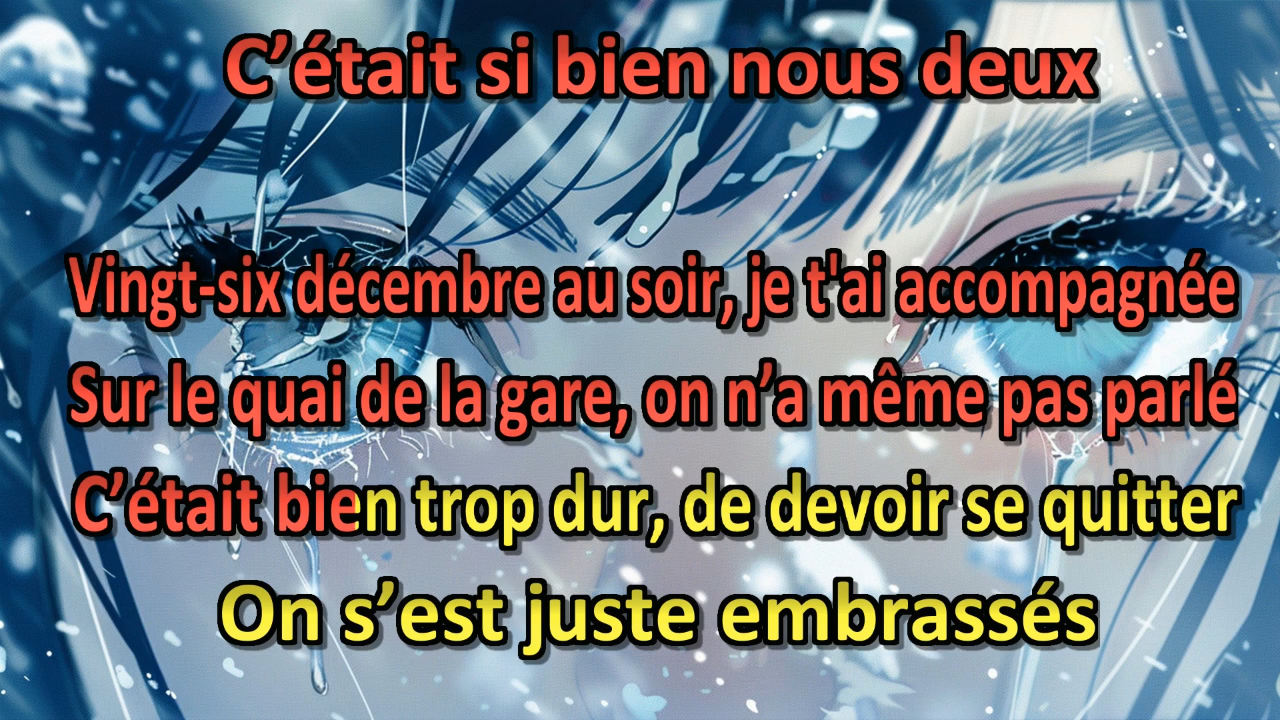 C’était si bien nous deux
Vingt-six décembre au soir, je t'ai accompagnée
Sur le quai de la gare, on n’a même pas parlé
C’était bien trop dur, de devoir se quitter
On s’est juste embrassés